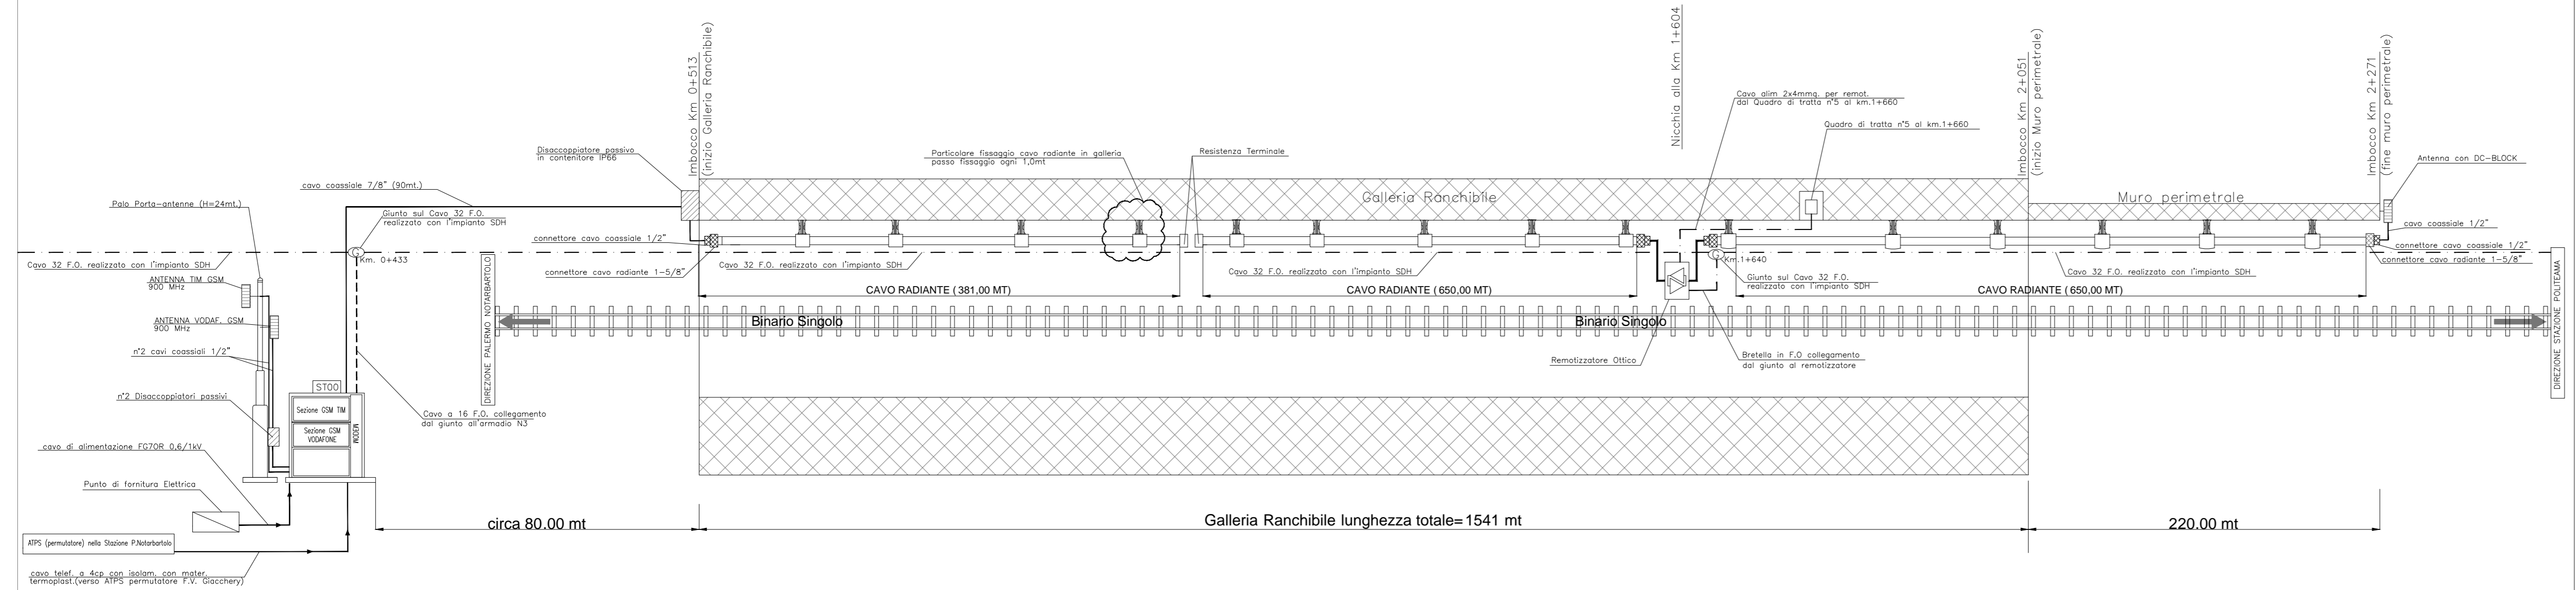 Imbocco Km 0+513
(inizio Galleria Ranchibile)
Nicchia alla Km 1+604
Imbocco Km 2+051
(inizio Muro perimetrale)
Imbocco Km 2+271
(fine muro perimetrale)
Cavo alim 2x4mmq. per remot.
dal Quadro di tratta n°5 al km.1+660
Quadro di tratta n°5 al km.1+660
Disaccoppiatore passivo
in contenitore IP66
Particolare fissaggio cavo radiante in galleria
passo fissaggio ogni 1,0mt
Resistenza Terminale
Antenna con DC-BLOCK
cavo coassiale 7/8" (90mt.)
Galleria Ranchibile
Muro perimetrale
Palo Porta-antenne (H=24mt.)
Giunto sul Cavo 32 F.O.
realizzato con l'impianto SDH
cavo coassiale 1/2"
connettore cavo coassiale 1/2"
connettore cavo coassiale 1/2"
G
Km. 0+433
G
Km.1+640
connettore cavo radiante 1-5/8"
Cavo 32 F.O. realizzato con l'impianto SDH
connettore cavo radiante 1-5/8"
Cavo 32 F.O. realizzato con l'impianto SDH
Cavo 32 F.O. realizzato con l'impianto SDH
Cavo 32 F.O. realizzato con l'impianto SDH
Giunto sul Cavo 32 F.O.
realizzato con l'impianto SDH
ANTENNA TIM GSM
900 MHz
CAVO RADIANTE ( 381,00 MT)
CAVO RADIANTE ( 650,00 MT)
CAVO RADIANTE ( 650,00 MT)
DIREZIONE PALERMO NOTARBARTOLO
DIREZIONE STAZIONE POLITEAMA
ANTENNA VODAF. GSM
900 MHz
Binario Singolo
Binario Singolo
n°2 cavi coassiali 1/2"
Remotizzatore Ottico
Bretella in F.O collegamento
dal giunto al remotizzatore
ST00
n°2 Disaccoppiatori passivi
Sezione GSM TIM
Sezione GSM
VODAFONE
MODEM
Cavo a 16 F.O. collegamento
dal giunto all'armadio N3
cavo di alimentazione FG7OR 0,6/1kV
Punto di fornitura Elettrica
circa 80.00 mt
Galleria Ranchibile lunghezza totale= 1541 mt
220.00 mt
ATPS (permutatore) nella Stazione P.Notarbartolo
cavo telef. a 4cp con isolam. con mater.
termoplast.(verso ATPS permutatore F.V. Giacchery)